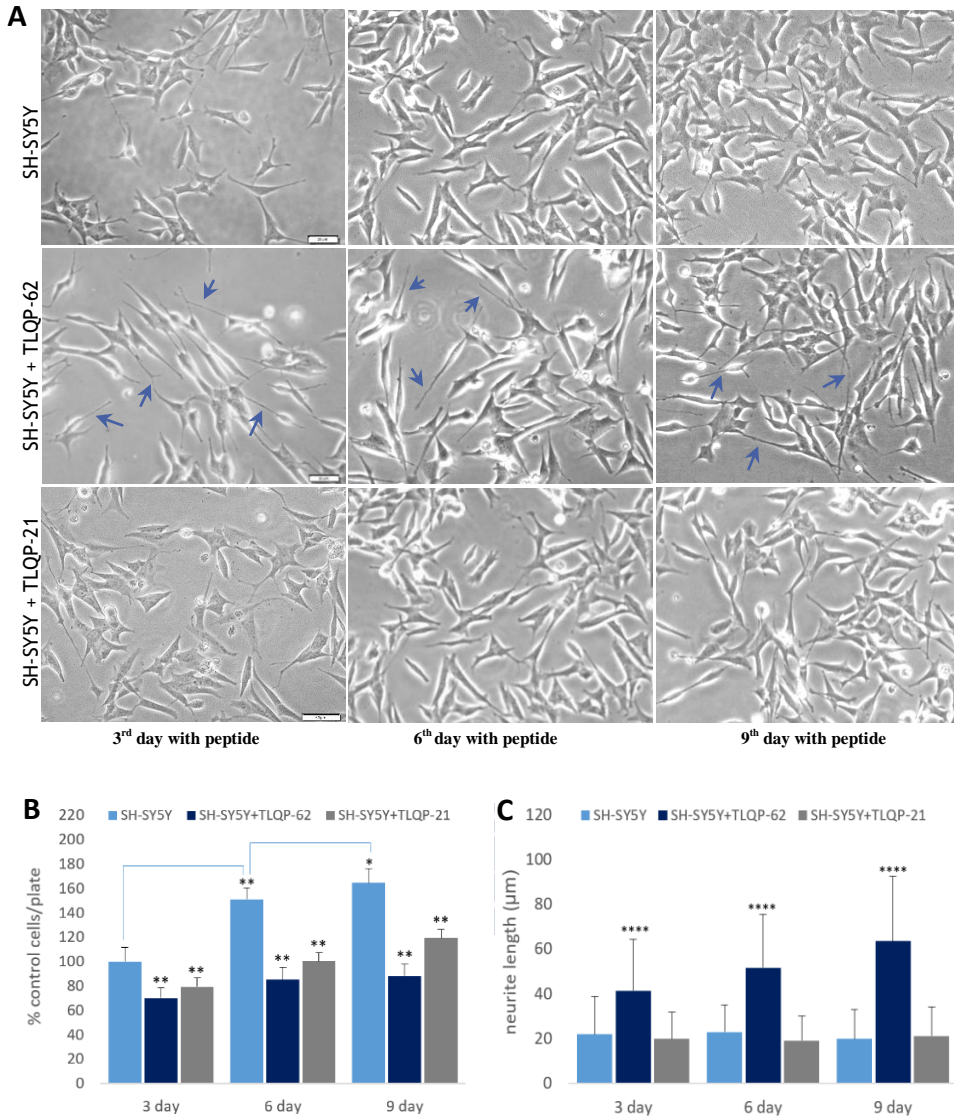 A
SH-SY5Y
SH-SY5Y + TLQP-62
SH-SY5Y + TLQP-21
3rd day with peptide
6th day with peptide
9th day with peptide
B
SH-SY5Y
SH-SY5Y+TLQP-62
SH-SY5Y+TLQP-21
% control cells/plate
220
200
180
160
140
120
100
80
60
40
20
0
**
**
**
**
**
*
**
**
3 day
6 day
9 day
C
SH-SY5Y
SH-SY5Y+TLQP-62
SH-SY5Y+TLQP-21
neurite length (μm)
120
100
80
60
40
20
0
****
****
****
3 day
6 day
9 day